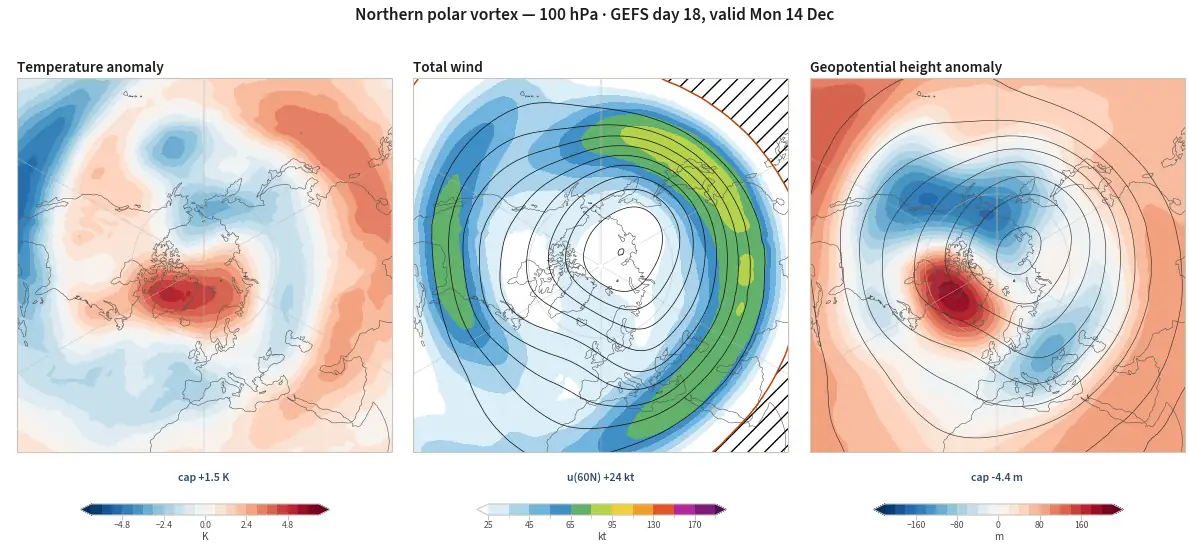 Northern polar vortex — 100 hPa · GEFS day 18, valid Mon 14 Dec
Temperature anomaly
Total wind
Geopotential height anomaly
cap +1.5 K
u(60N) +24 kt
cap -4.4 m
−4.8 −2.4 0.0 2.4 4.8
K
25 45 65 95 130 170
kt
−160 −80 0 80 160
m